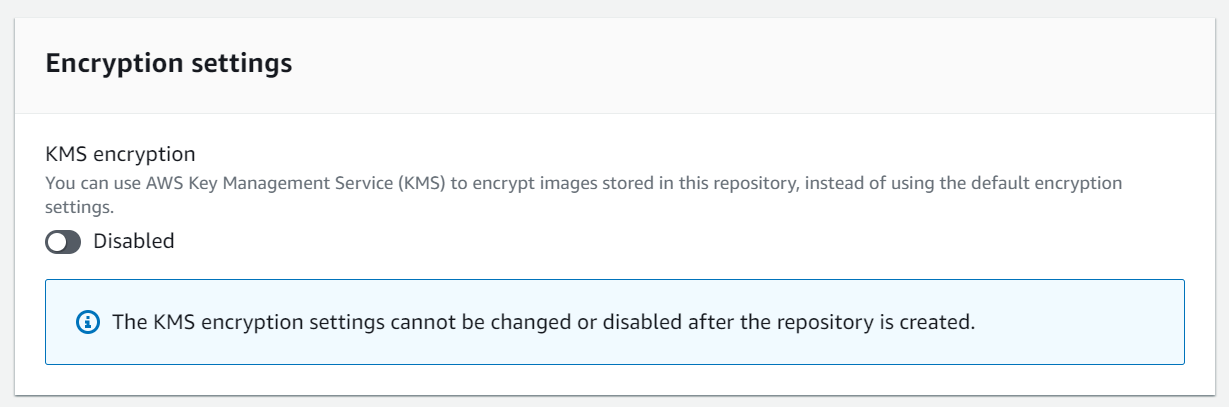 Encryption settings
KMS encryption
You can use AWS Key Management Service (KMS) to encrypt images stored in this repository, instead of using the default encryption
settings.
Disabled
The KMS encryption settings cannot be changed or disabled after the repository is created.